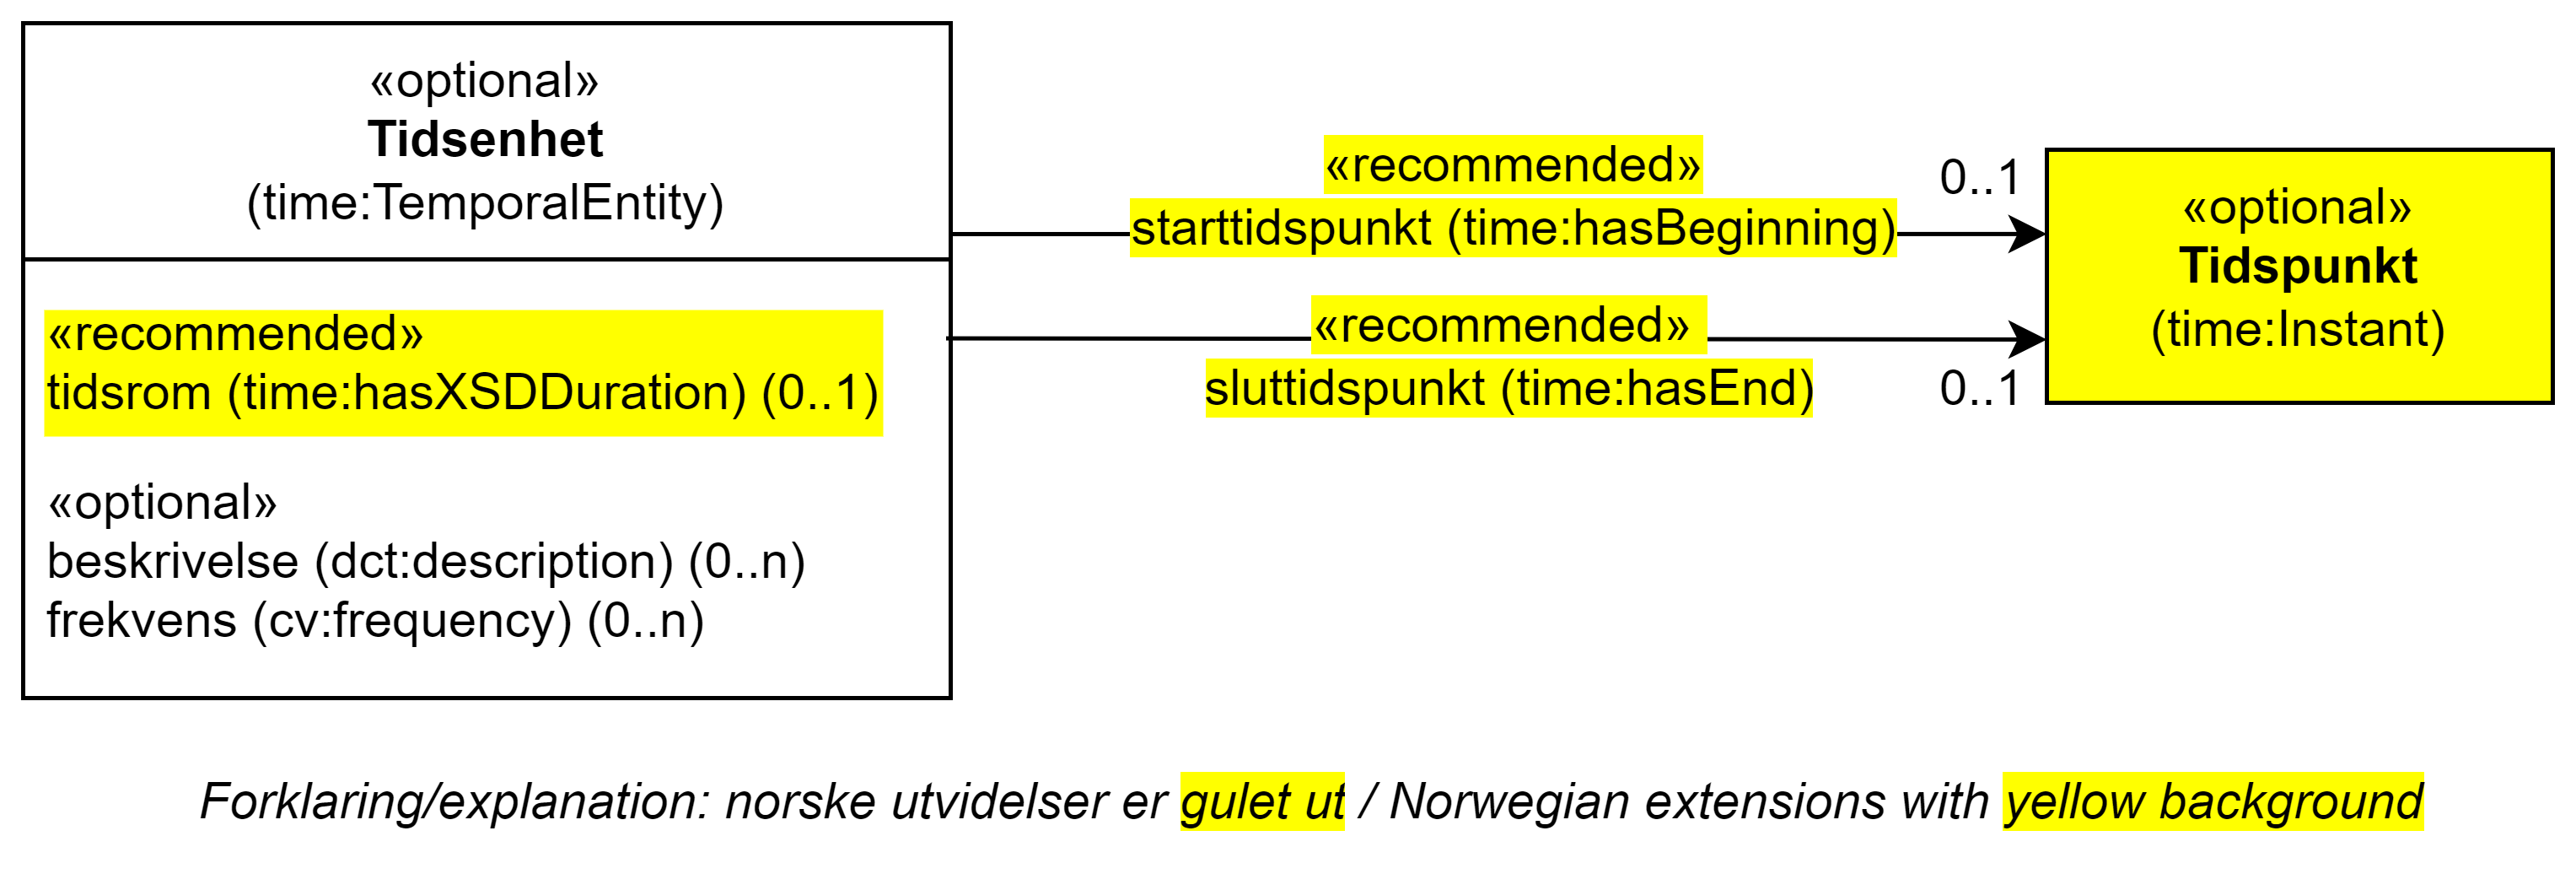 «optional»
Tidsenhet
(time:TemporalEntity)
«recommended»
tidsrom (time:hasXSDDuration) (0..1)
«optional»
beskrivelse (dct:description) (0..n)
frekvens (cv:frequency) (0..n)
«recommended»
starttidspunkt (time:hasBeginning)
0..1
«recommended»
sluttidspunkt (time:hasEnd)
0..1
«optional»
Tidspunkt
(time:Instant)
Forklaring/explanation: norske utvidelser er gulet ut / Norwegian extensions with yellow background